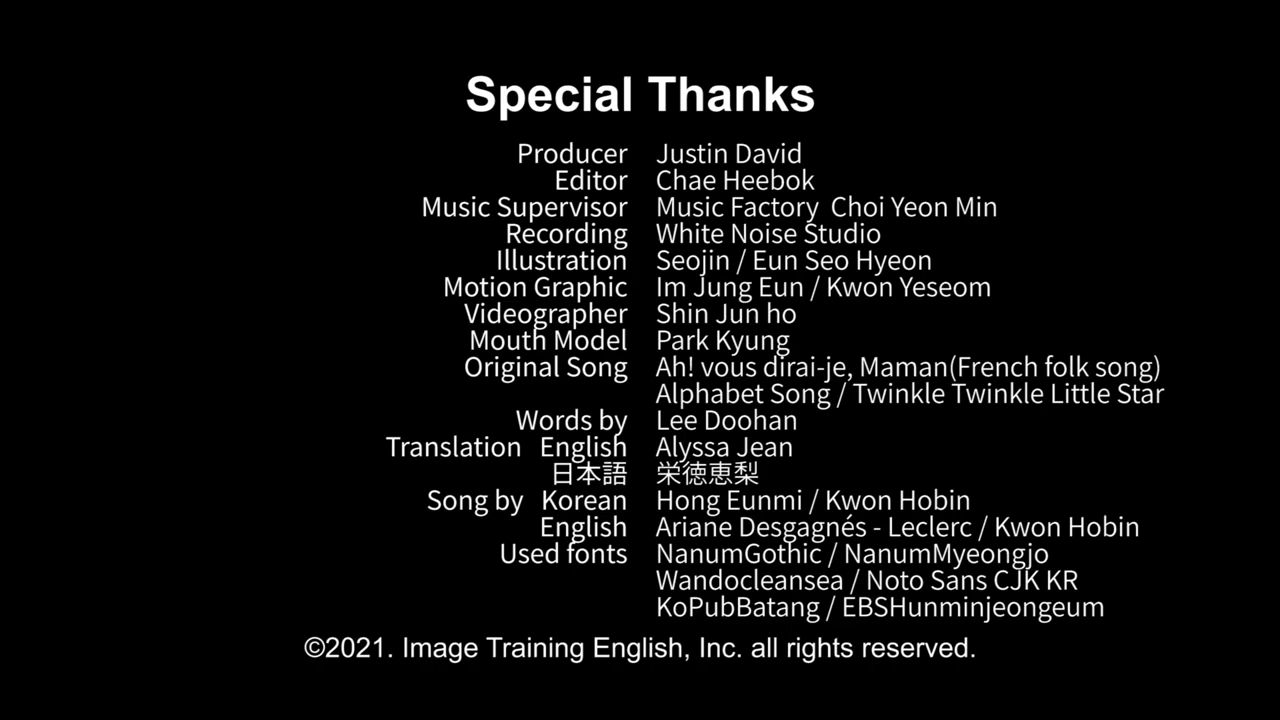 Special Thanks
Producer Justin David
Editor Chae Heebok
Music Supervisor Music Factory Choi Yeon Min
Recording White Noise Studio
Illustration Seojin / Eun Seo Hyeon
Motion Graphic Im Jung Eun / Kwon Yeseom
Videographer Shin Jun ho
Mouth Model Park Kyung
Original Song Ah! vous dirai-je, Maman(French folk song)
Alphabet Song / Twinkle Twinkle Little Star
Words by Lee Doohan
Translation English Alyssa Jean
日本語 栄徳恵梨
Song by Korean Hong Eunmi / Kwon Hobin
English Ariane Desgagnés - Leclerc / Kwon Hobin
Used fonts NanumGothic / NanumMyeongjo
Wandocleansea / Noto Sans CJK KR
KoPubBatang / EBSHunminjeongeum
©2021. Image Training English, Inc. all rights reserved.